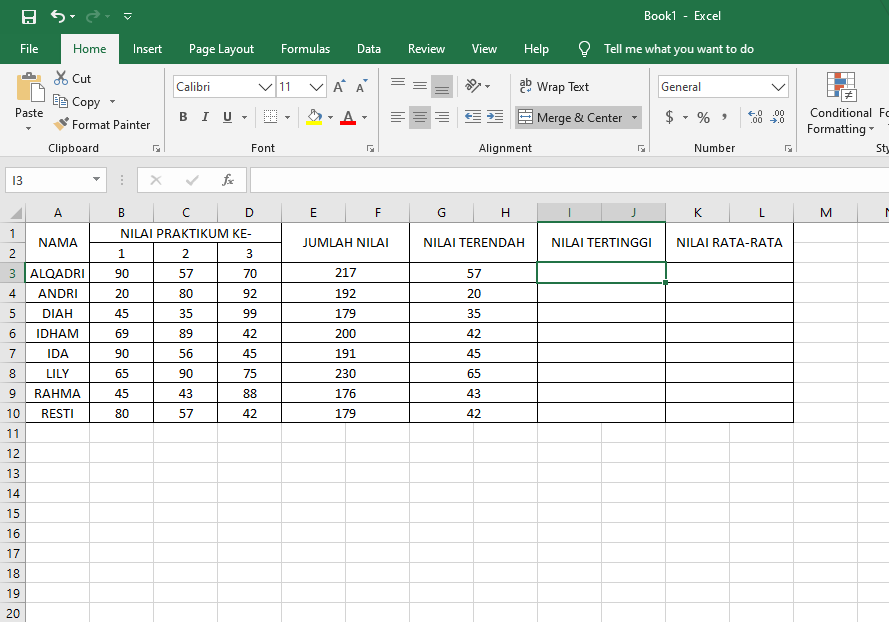 Book1 - Excel
File Home Insert Page Layout Formulas Data Review View Help Tell me what you want to do
Cut
Copy
Format Painter
Paste
Calibri 11 A A
B I U A
ab Wrap Text
Merge & Center
General
$ % , .00 .00
Conditional
Formatting
Clipboard Font Alignment Number
I3 fx
A B C D E F G H I J K L M
1 NAMA NILAI PRAKTIKUM KE- JUMLAH NILAI NILAI TERENDAH NILAI TERTINGGI NILAI RATA-RATA
2 1 2 3
3 ALQADRI 90 57 70 217 57
4 ANDRI 20 80 92 192 20
5 DIAH 45 35 99 179 35
6 IDHAM 69 89 42 200 42
7 IDA 90 56 45 191 45
8 LILY 65 90 75 230 65
9 RAHMA 45 43 88 176 43
10 RESTI 80 57 42 179 42
11
12
13
14
15
16
17
18
19
20